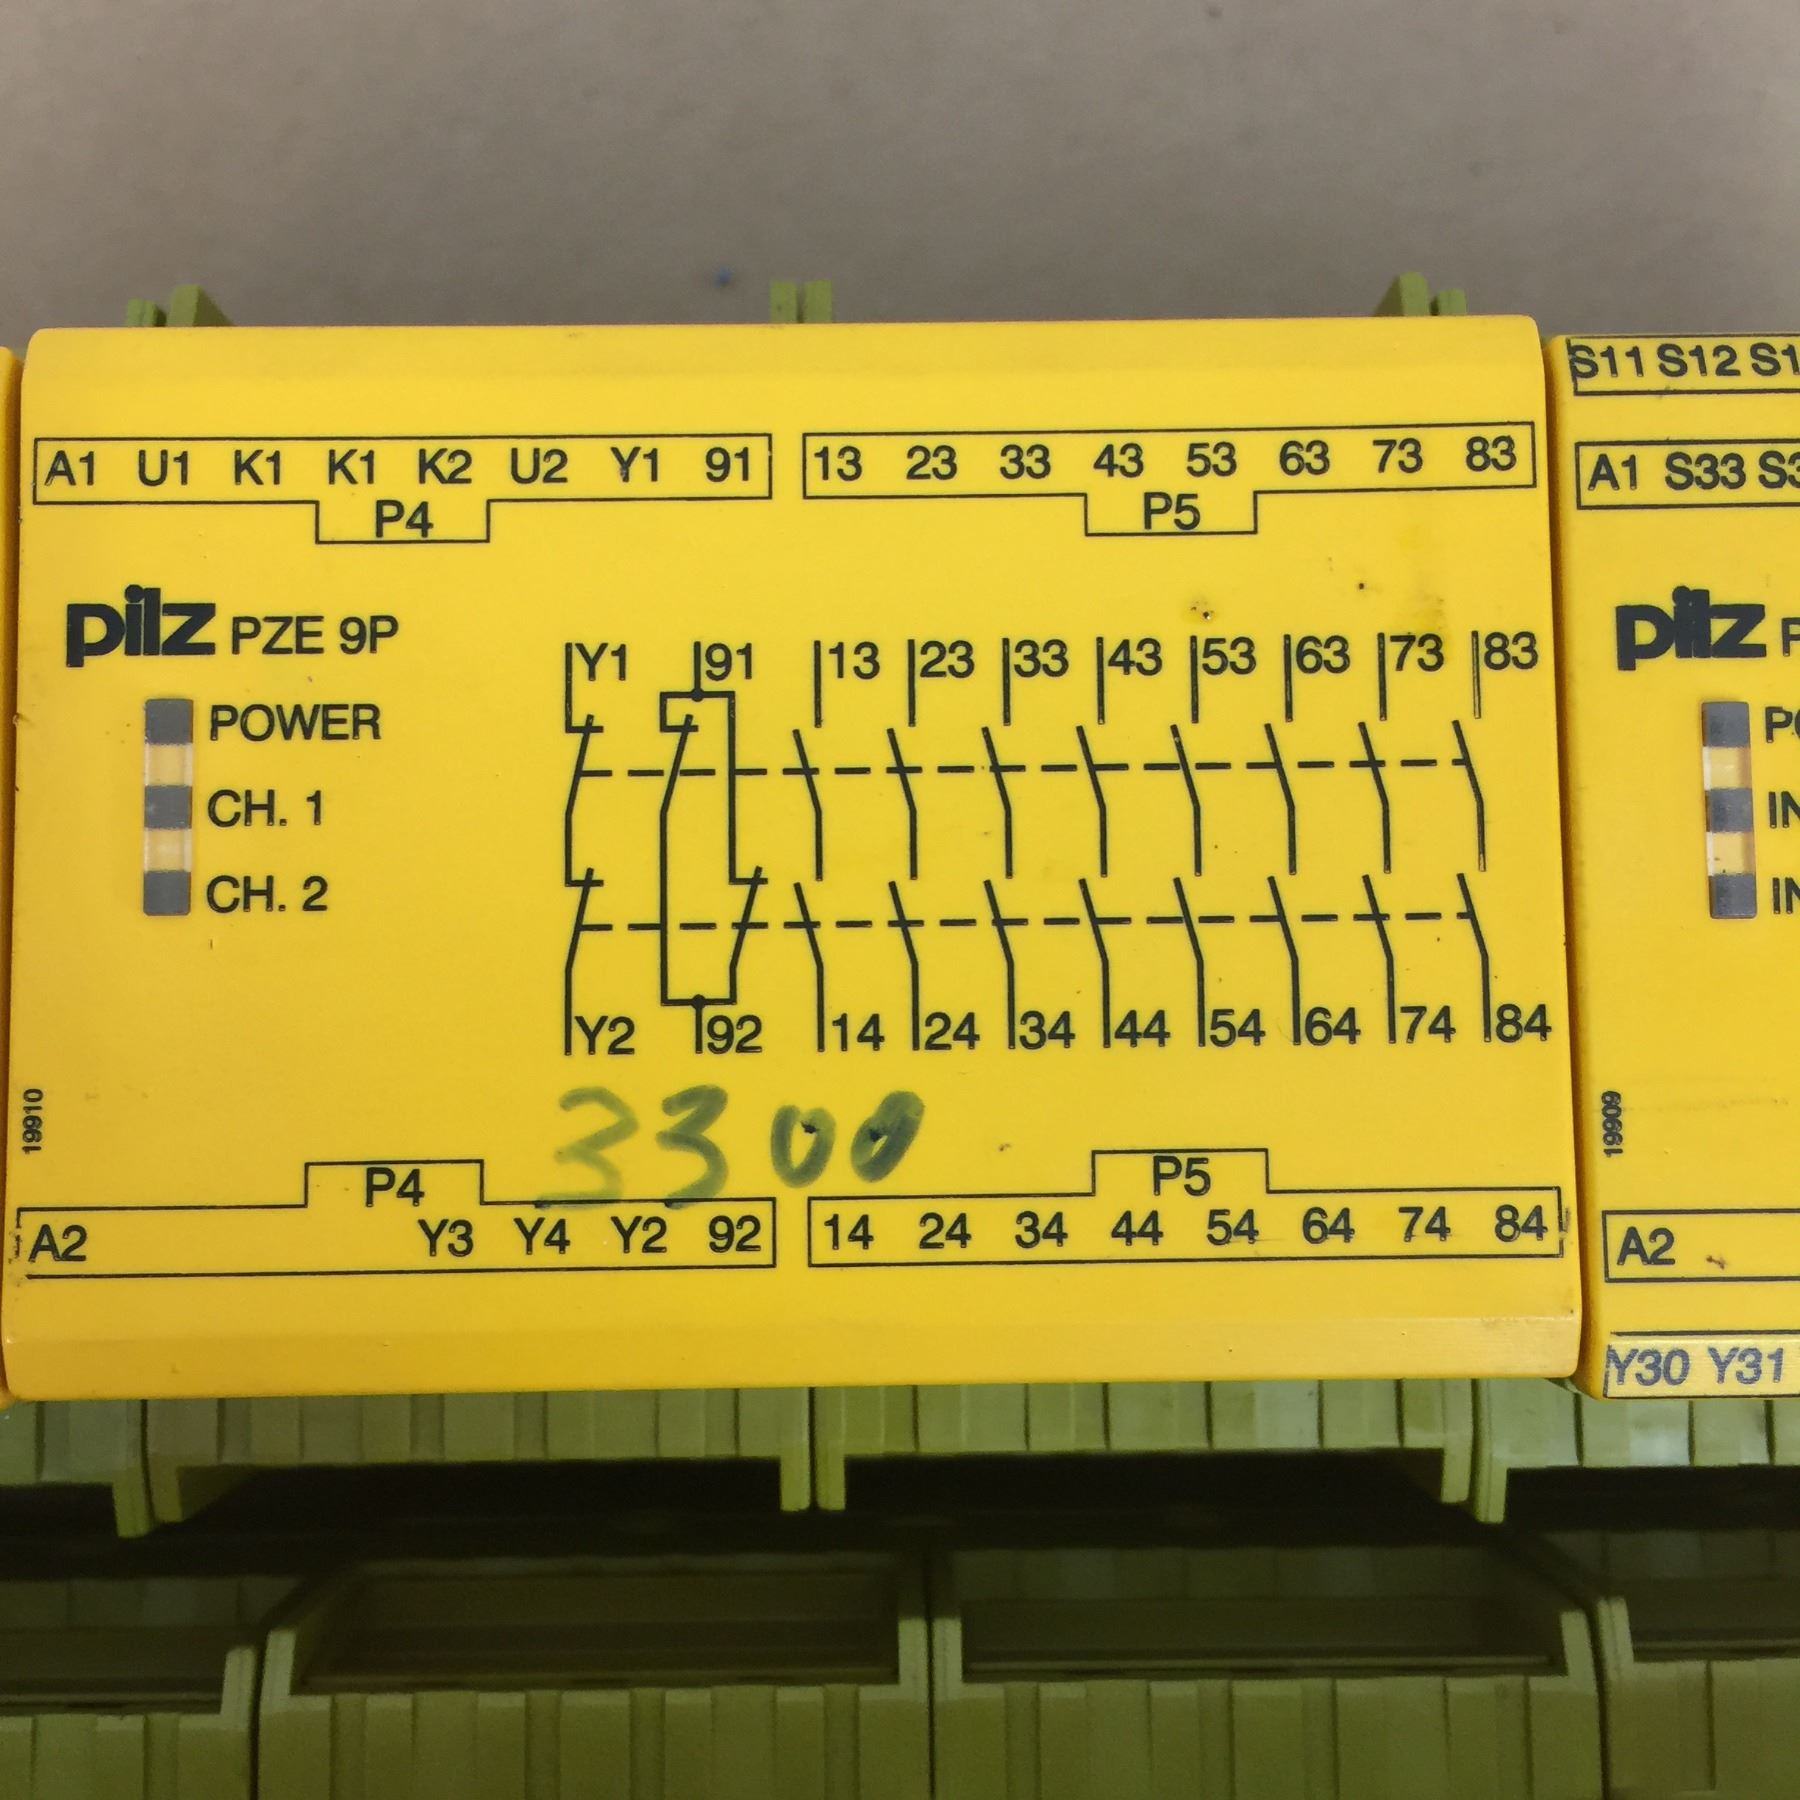 A1 U1 K1 K1 K2 U2 Y1 91
P4
13 23 33 43 53 63 73 83
P5
pilz PZE 9P
POWER
CH. 1
CH. 2
Y1 91 13 23 33 43 53 63 73 83
Y2 92 14 24 34 44 54 64 74 84
3300
19910
P4
A2 Y3 Y4 Y2 92
P5
14 24 34 44 54 64 74 84
S11 S12 S1
A1 S33 S3
pilz P
PO
IN
IN
19909
A2
Y30 Y31